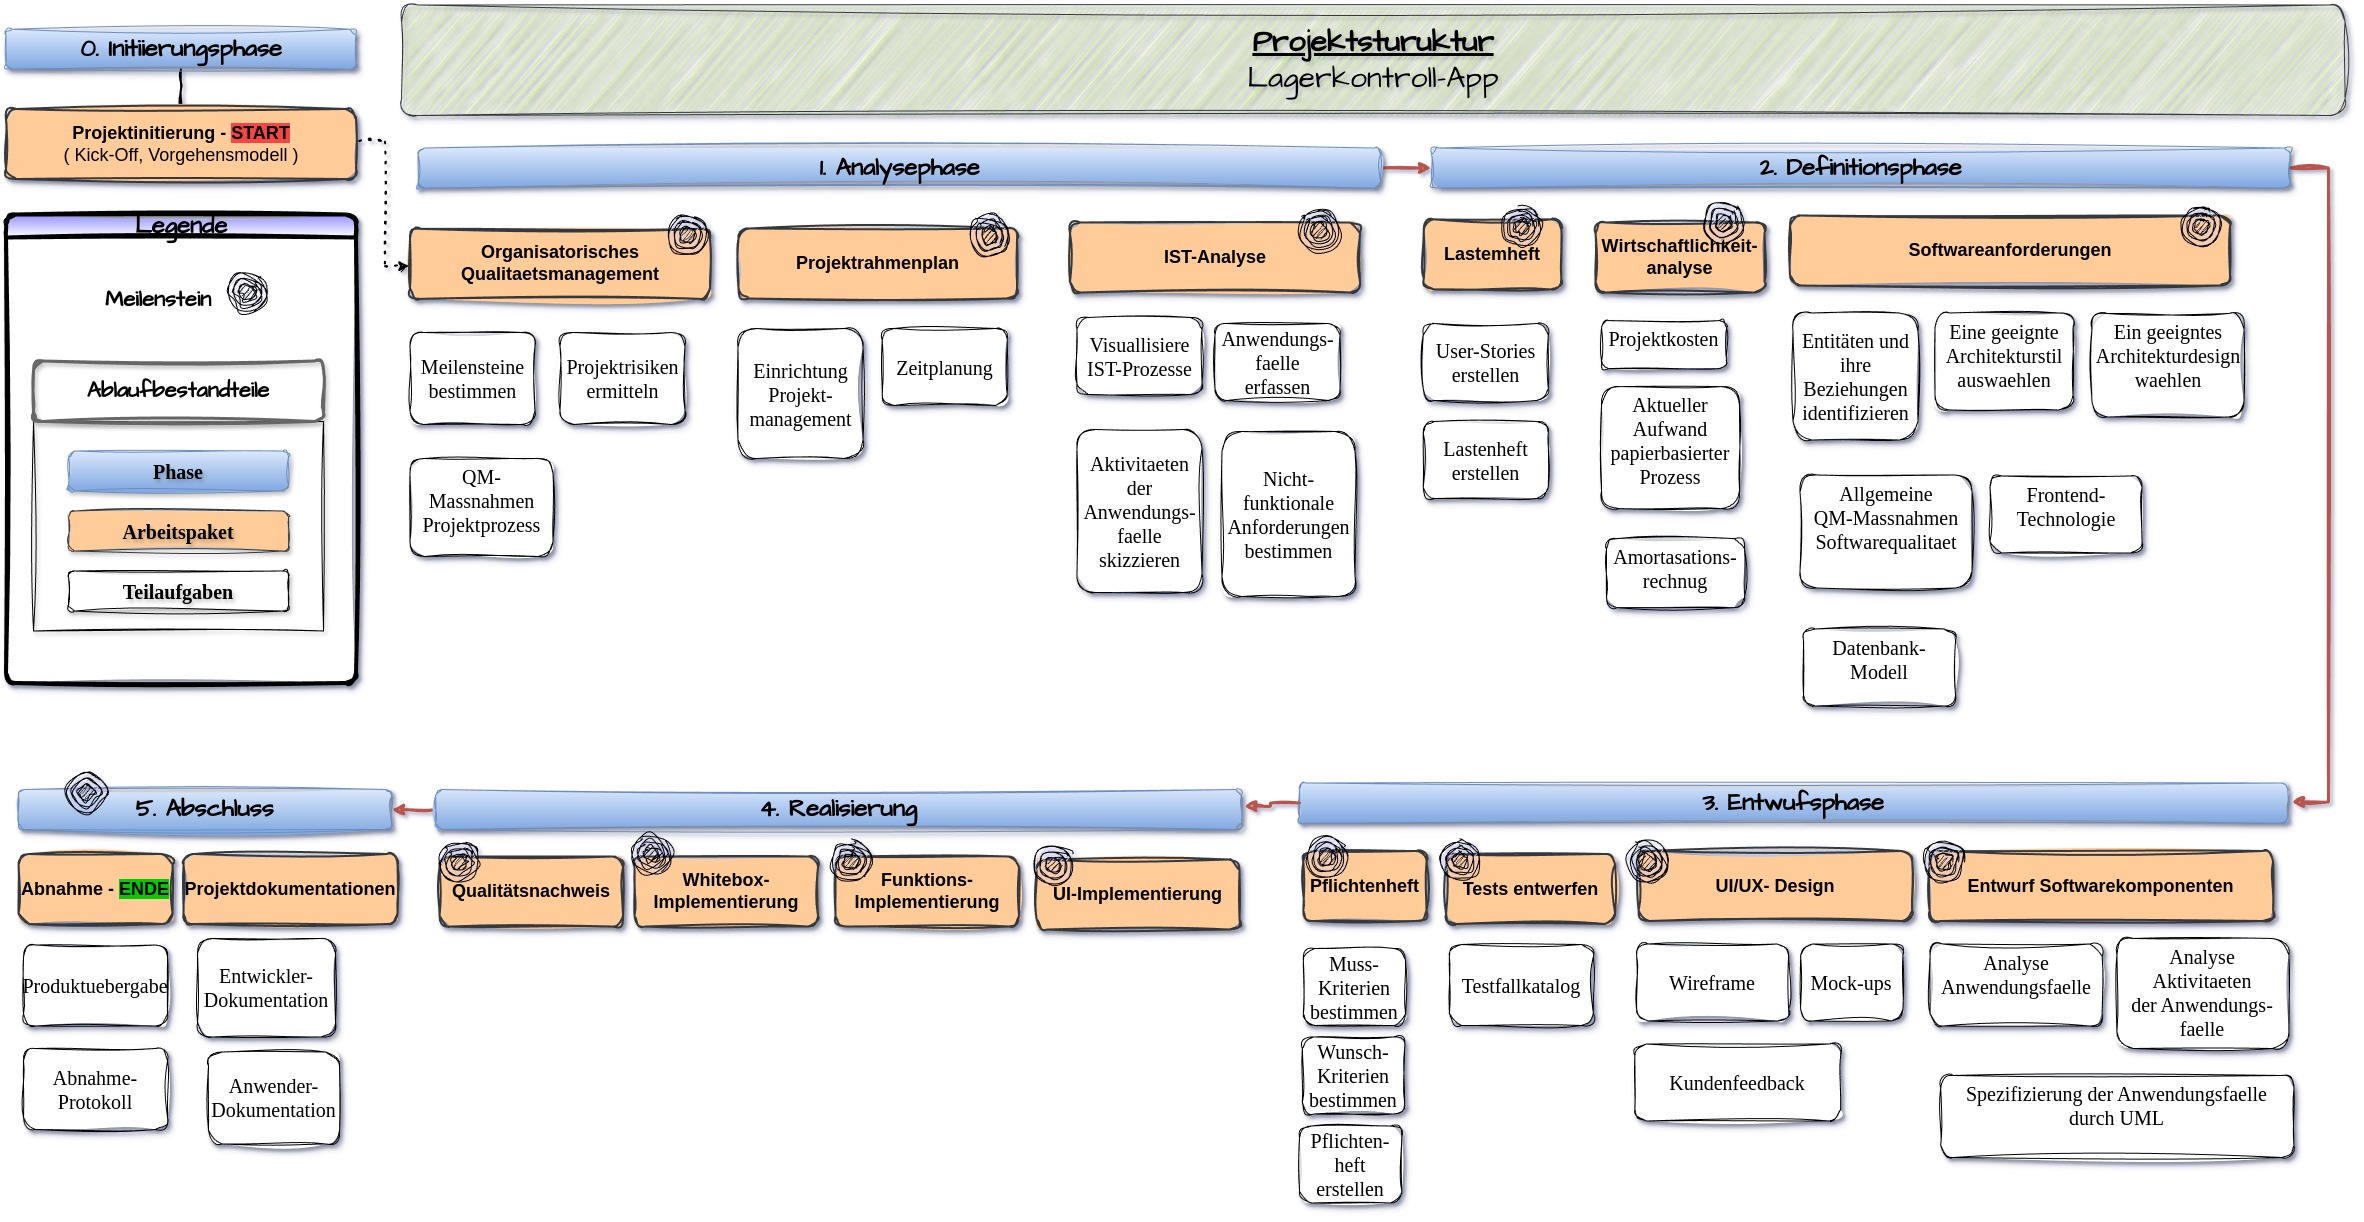 Projektsturuktur
Lagerkontroll-App
0. Initiierungsphase
Projektinitierung - START
( Kick-Off, Vorgehensmodell )
Legende
Meilenstein
Ablaufbestandteile
Phase
Arbeitspaket
Teilaufgaben
1. Analysephase
Organisatorisches
Qualitaetsmanagement
Meilensteine
bestimmen
Projektrisiken
ermitteln
QM-
Massnahmen
Projektprozess
Projektrahmenplan
Einrichtung
Projekt-
management
Zeitplanung
IST-Analyse
Visuallisiere
IST-Prozesse
Anwendungs-
faelle
erfassen
Aktivitaeten
der
Anwendungs-
faelle
skizzieren
Nicht-
funktionale
Anforderungen
bestimmen
2. Definitionsphase
Lastemheft
User-Stories
erstellen
Lastenheft
erstellen
Wirtschaftlichkeit-
analyse
Projektkosten
Aktueller
Aufwand
papierbasierter
Prozess
Amortasations-
rechnug
Softwareanforderungen
Entitäten und
ihre
Beziehungen
identifizieren
Eine geeignte
Architekturstil
auswaehlen
Ein geeigntes
Architekturdesign
waehlen
Allgemeine
QM-Massnahmen
Softwarequalitaet
Frontend-
Technologie
Datenbank-
Modell
3. Entwufsphase
Pflichtenheft
Muss-
Kriterien
bestimmen
Wunsch-
Kriterien
bestimmen
Pflichten-
heft
erstellen
Tests entwerfen
Testfallkatalog
UI/UX- Design
Wireframe
Mock-ups
Kundenfeedback
Entwurf Softwarekomponenten
Analyse
Anwendungsfaelle
Analyse
Aktivitaeten
der Anwendungs-
faelle
Spezifizierung der Anwendungsfaelle
durch UML
4. Realisierung
Qualitätsnachweis
Whitebox-
Implementierung
Funktions-
Implementierung
UI-Implementierung
5. Abschluss
Abnahme - ENDE
Produktuebergabe
Abnahme-
Protokoll
Projektdokumentationen
Entwickler-
Dokumentation
Anwender-
Dokumentation